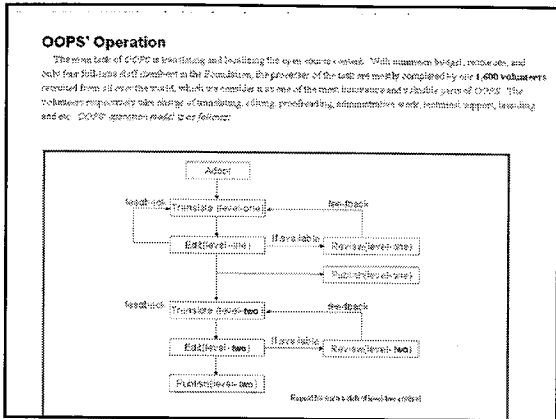 OOPS' Operation
The main task of OOPS is translating and localizing the open source content. With minimum budget, resources, and
only four full-time staff members in the Foundation, the processes of the task are mostly completed by our 1,600 volunteers
recruited from all over the world, which we consider it as one of the most innovative and valuable parts of OOPS. The
volunteers respectively take charge of translating, editing, proofreading, administrative work, technical support, branding
and etc. OOPS' operation model is as follows:
Adopt
feedback
feedback
Translate (level-one)
Edit(level-one)
If available
Review(level-one)
Publish(level-one)
feedback
feedback
Translate (level-two)
Edit(level-two)
If available
Review(level-two)
Publish(level-two)